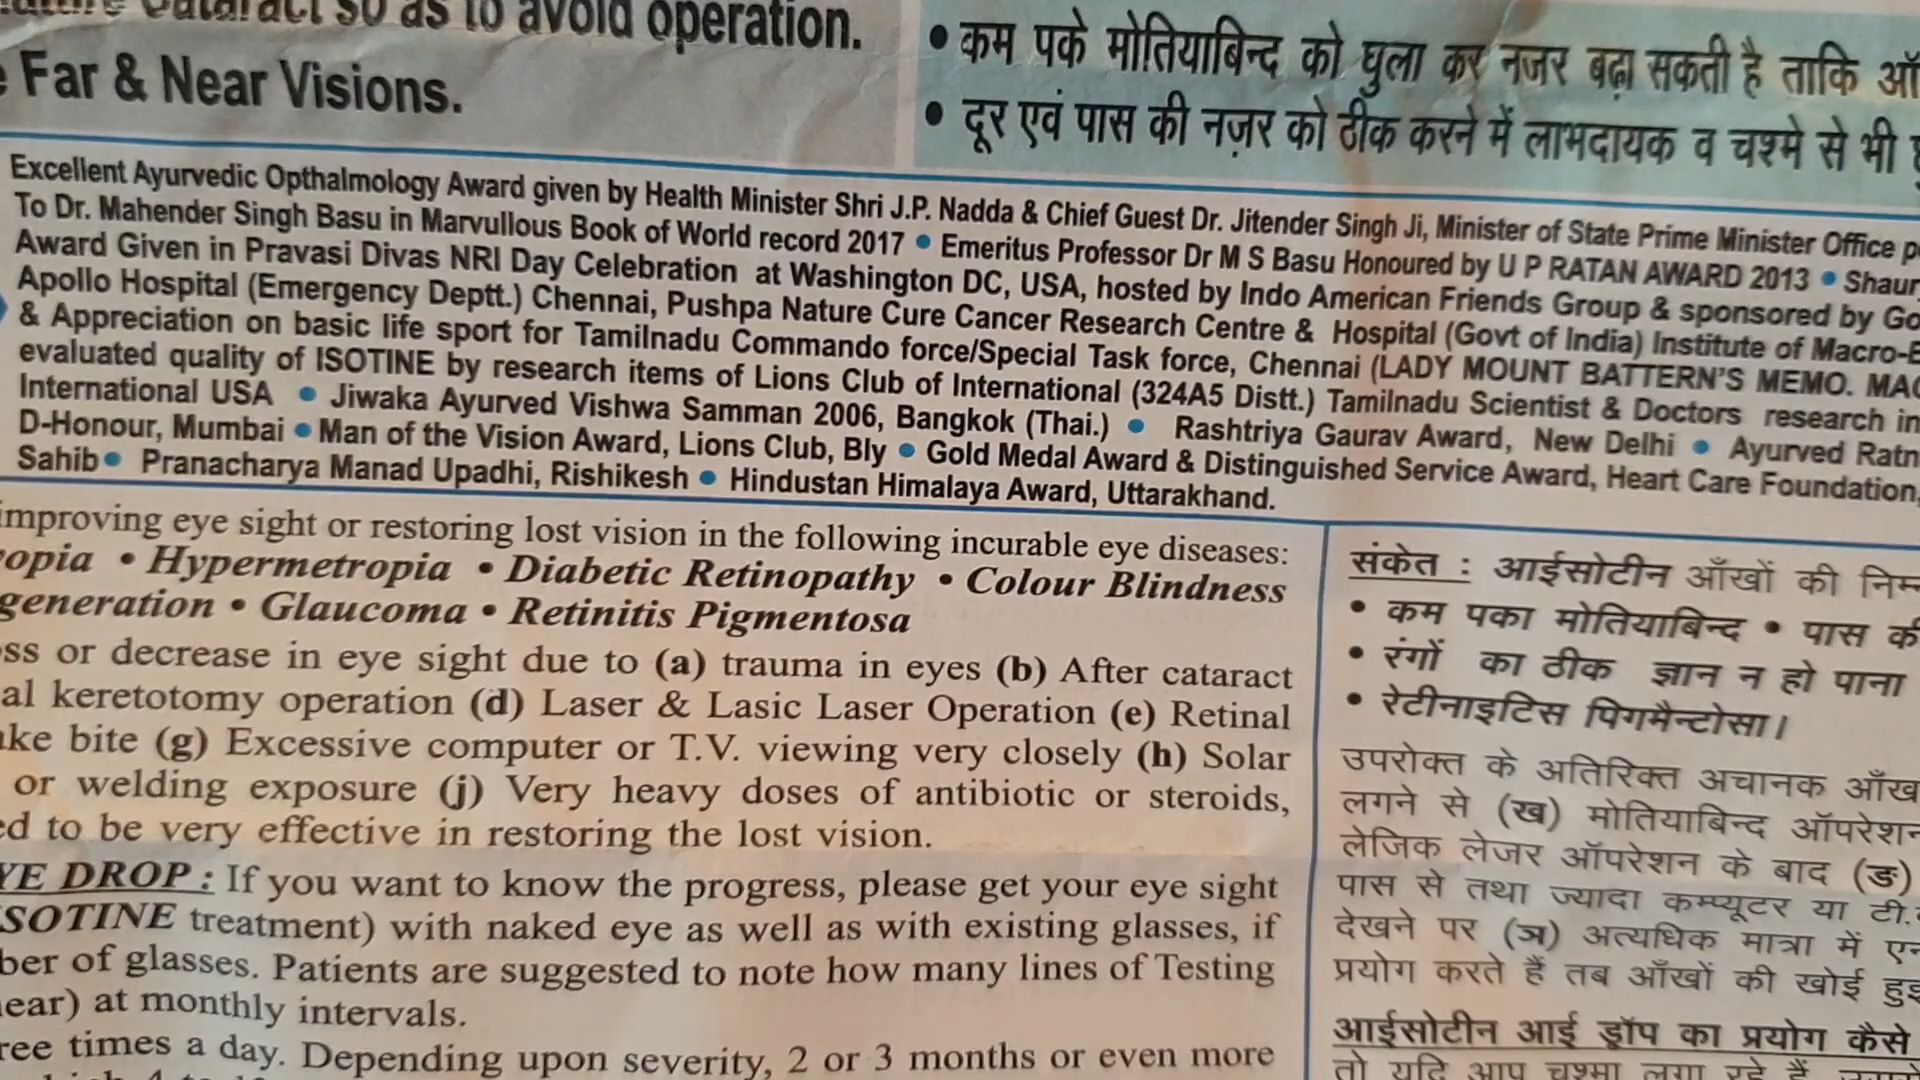 Cataract so as to avoid operation.
Far & Near Visions.
• कम पके मोतियाबिन्द को घुला कर नजर बढ़ा सकती है ताकि
• दूर एवं पास की नज़र को ठीक करने में लाभदायक व चश्मे से भी
Excellent Ayurvedic Opthalmology Award given by Health Minister Shri J.P. Nadda & Chief Guest Dr. Jitender Singh Ji, Minister of State Prime Minister Office
To Dr. Mahender Singh Basu in Marvullous Book of World record 2017 • Emeritus Professor Dr M S Basu Honoured by U P RATAN AWARD 2013 •
Award Given in Pravasi Divas NRI Day Celebration at Washington DC, USA, hosted by Indo American Friends Group & sponsored by
Apollo Hospital (Emergency Deptt.) Chennai, Pushpa Nature Cure Cancer Research Centre & Hospital (Govt of India) Institute of
& Appreciation on basic life sport for Tamilnadu Commando force/Special Task force, Chennai (LADY MOUNT BATTERN'S MEMO.
evaluated quality of ISOTINE by research items of Lions Club of International (324A5 Distt.) Tamilnadu Scientist & Doctors research in
International USA • Jiwaka Ayurved Vishwa Samman 2006, Bangkok (Thai.) • Rashtriya Gaurav Award, New Delhi • Ayurved
D-Honour, Mumbai • Man of the Vision Award, Lions Club, Bly • Gold Medal Award & Distinguished Service Award, Heart Care Foundation,
Sahib • Pranacharya Manad Upadhi, Rishikesh • Hindustan Himalaya Award, Uttarakhand.
improving eye sight or restoring lost vision in the following incurable eye diseases:
opia • Hypermetropia • Diabetic Retinopathy • Colour Blindness
generation • Glaucoma • Retinitis Pigmentosa
ss or decrease in eye sight due to (a) trauma in eyes (b) After cataract
al keretotomy operation (d) Laser & Lasic Laser Operation (e) Retinal
ke bite (g) Excessive computer or T.V. viewing very closely (h) Solar
or welding exposure (j) Very heavy doses of antibiotic or steroids,
ed to be very effective in restoring the lost vision.
YE DROP : If you want to know the progress, please get your eye sight
SOTINE treatment) with naked eye as well as with existing glasses, if
ber of glasses. Patients are suggested to note how many lines of Testing
near) at monthly intervals.
ree times a day. Depending upon severity, 2 or 3 months or even more
संकेत : आईसोटीन आँखों की
• कम पका मोतियाबिन्द • पास की
• रंगों का ठीक ज्ञान न हो पाना
• रेटीनाइटिस पिगमैन्टोसा।
उपरोक्त के अतिरिक्त अचानक
लगने से (ख) मोतियाबिन्द ऑपरेशन
लेजिक लेजर ऑपरेशन के बाद (ङ)
पास से तथा ज्यादा कम्प्यूटर या टी.
देखने पर (ञ) अत्यधिक मात्रा में
प्रयोग करते हैं तब आँखों की खोई
आईसोटीन आई ड्रॉप का प्रयोग कैसे
तो यदि आप चश्मा लगा रहे हैं,